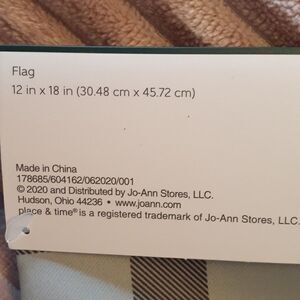 Flag
12 in x 18 in (30.48 cm x 45.72 cm)
Made in China
178685/604162/062020/001
© 2020 and Distributed by Jo-Ann Stores, LLC.
Hudson, Ohio 44236 • www.joann.com
place & time® is a registered trademark of Jo-Ann Stores, LLC.